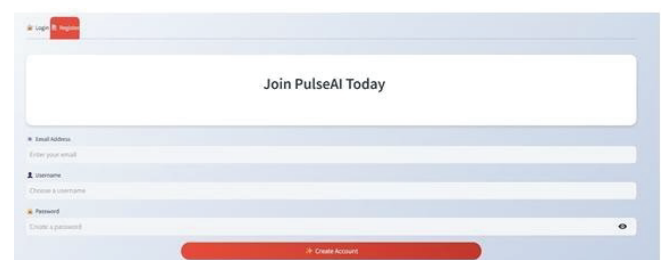 Login Register
Join PulseAI Today
Email Address
Enter your email
Username
Choose a username
Password
Create a password
Create Account